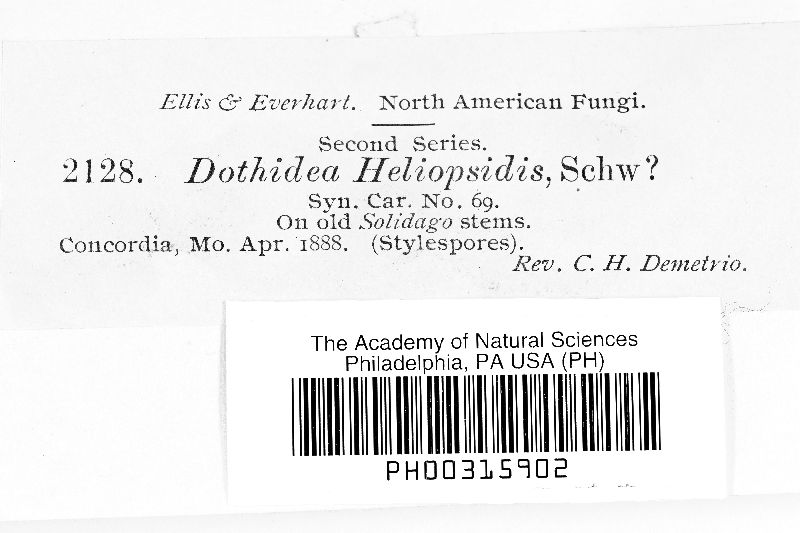 Ellis & Everhart. North American Fungi.
Second Series.
2128. Dothidea Heliopsidis, Schw?
Syn. Car. No. 69.
On old Solidago stems.
Concordia, Mo. Apr. 1888. (Stylespores).
Rev. C. H. Demetrio.
The Academy of Natural Sciences
Philadelphia, PA USA (PH)
PH00315902